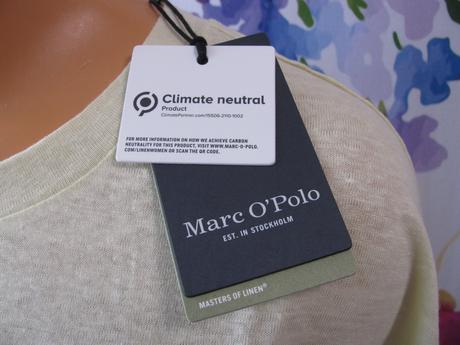 Climate neutral
Product
ClimatePartner.com/15506-2110-1002
FOR MORE INFORMATION ON HOW WE ACHIEVE CARBON
NEUTRALITY FOR THIS PRODUCT, VISIT WWW.MARC-O-POLO.
COM/LINENWOMEN OR SCAN THE QR CODE.
Marc O'Polo
EST. IN STOCKHOLM
MASTERS OF LINEN®